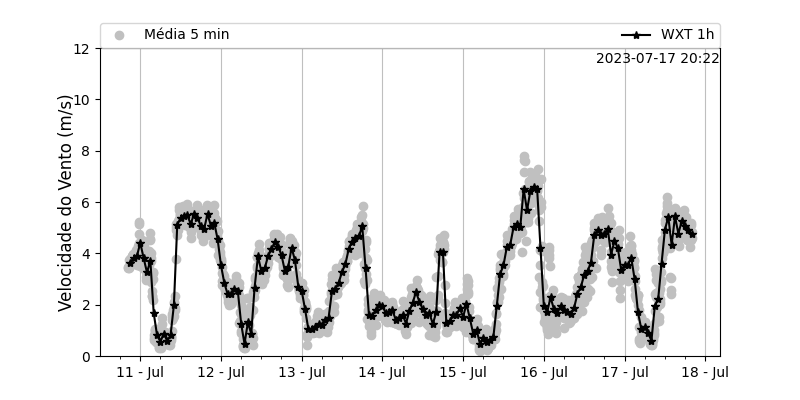 Média 5 min
WXT 1h
2023-07-17 20:22
Velocidade do Vento (m/s)
12
10
8
6
4
2
0
11 - Jul
12 - Jul
13 - Jul
14 - Jul
15 - Jul
16 - Jul
17 - Jul
18 - Jul